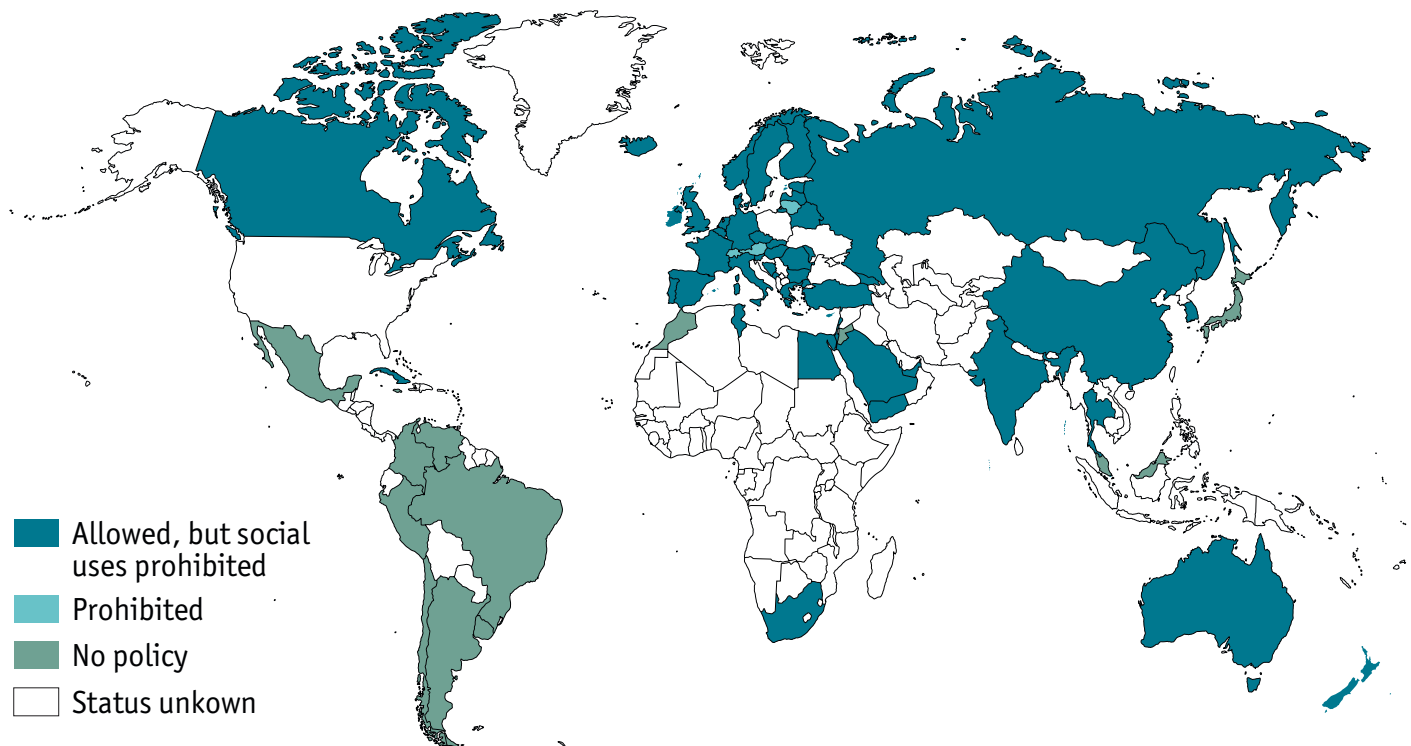 Allowed, but social
uses prohibited
Prohibited
No policy
Status unkown